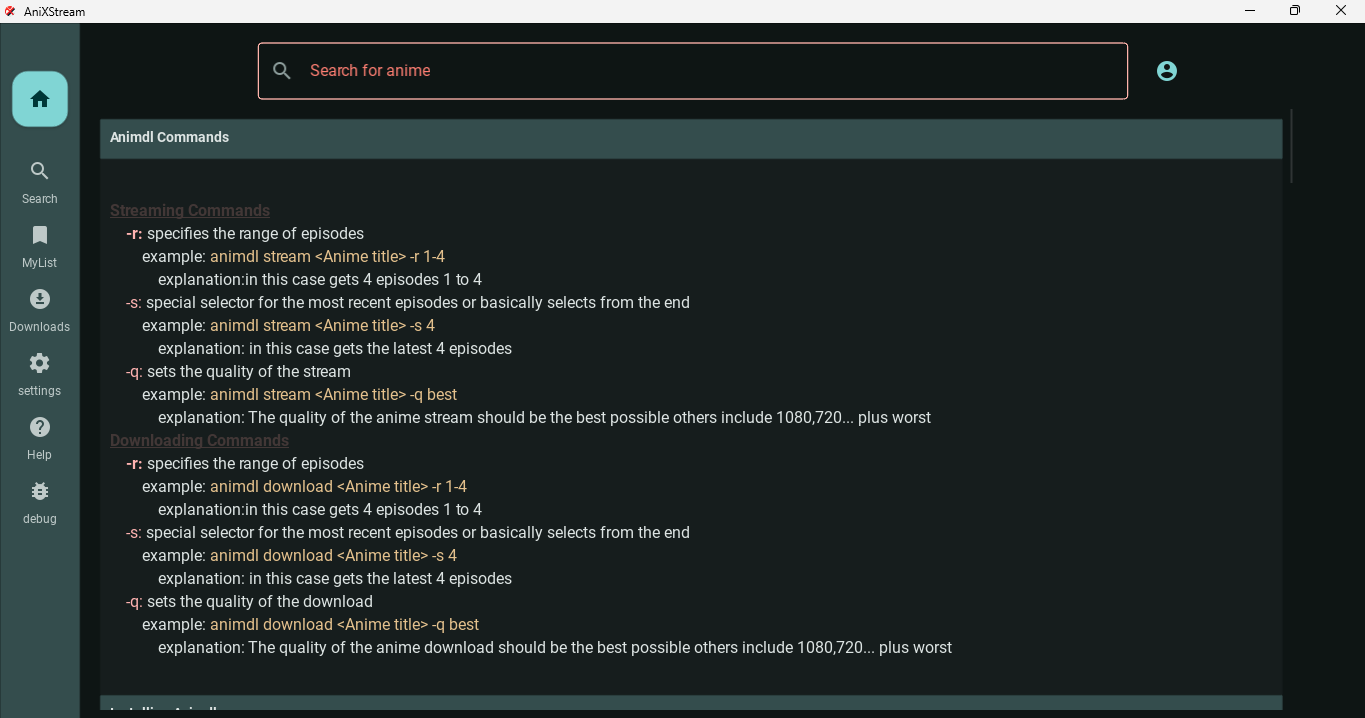 AniXStream
Search for anime
Search
MyList
Downloads
settings
Help
debug
Animdl Commands
Streaming Commands
-r: specifies the range of episodes
example: animdl stream <Anime title> -r 1-4
explanation:in this case gets 4 episodes 1 to 4
-s: special selector for the most recent episodes or basically selects from the end
example: animdl stream <Anime title> -s 4
explanation: in this case gets the latest 4 episodes
-q: sets the quality of the stream
example: animdl stream <Anime title> -q best
explanation: The quality of the anime stream should be the best possible others include 1080,720... plus worst
Downloading Commands
-r: specifies the range of episodes
example: animdl download <Anime title> -r 1-4
explanation:in this case gets 4 episodes 1 to 4
-s: special selector for the most recent episodes or basically selects from the end
example: animdl download <Anime title> -s 4
explanation: in this case gets the latest 4 episodes
-q: sets the quality of the download
example: animdl download <Anime title> -q best
explanation: The quality of the anime download should be the best possible others include 1080,720... plus worst